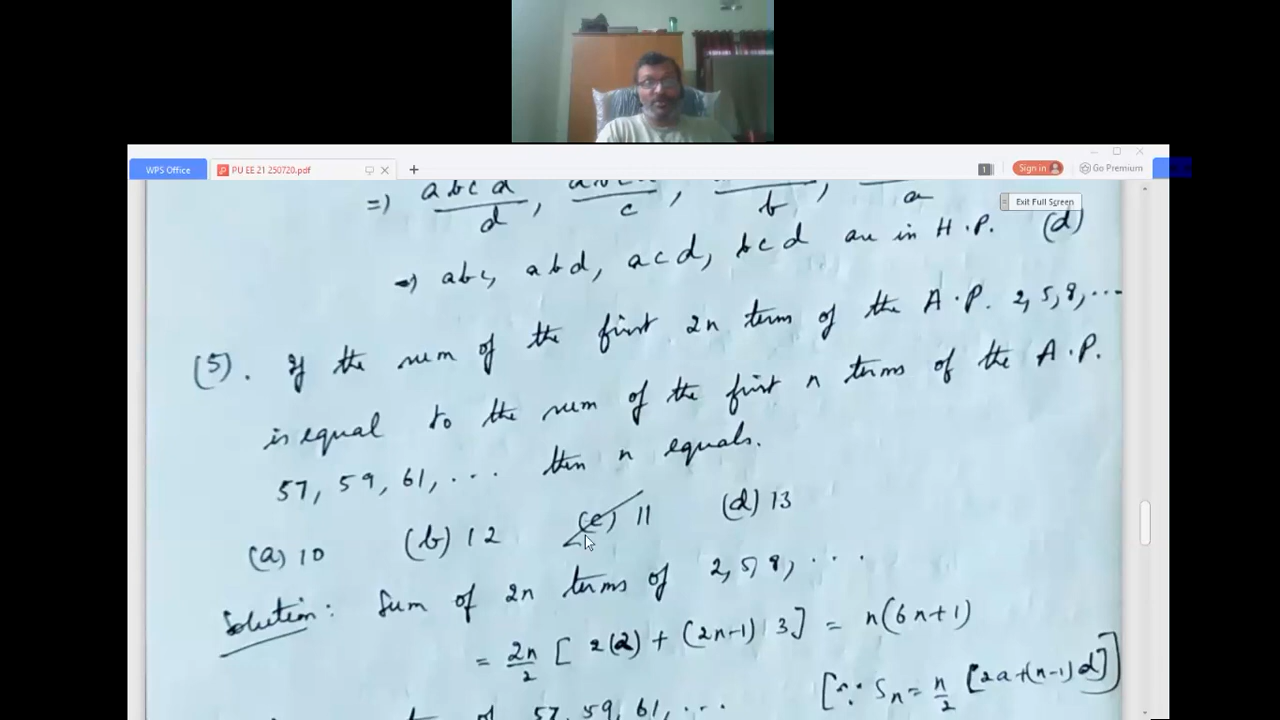 WPS Office
PU EE 21 250720.pdf
+
1
Sign in
Go Premium
Exit Full Screen
=) abcd/d, /c, /b, /a
=) abc, abd, acd, bcd are in H.P. (d)
(5). If the sum of the first 2n term of the A.P. 2, 5, 8, ...
is equal to the sum of the first n terms of the A.P.
57, 59, 61, ... then n equals.
(a) 10 (b) 12 (c) 11 (d) 13
Solution: Sum of 2n terms of 2, 5, 8, ...
= 2n/2 [ 2(2) + (2n-1) 3] = n(6n+1)
[∵ Sn = n/2 [2a+(n-1)d]]
of 57, 59, 61, ...